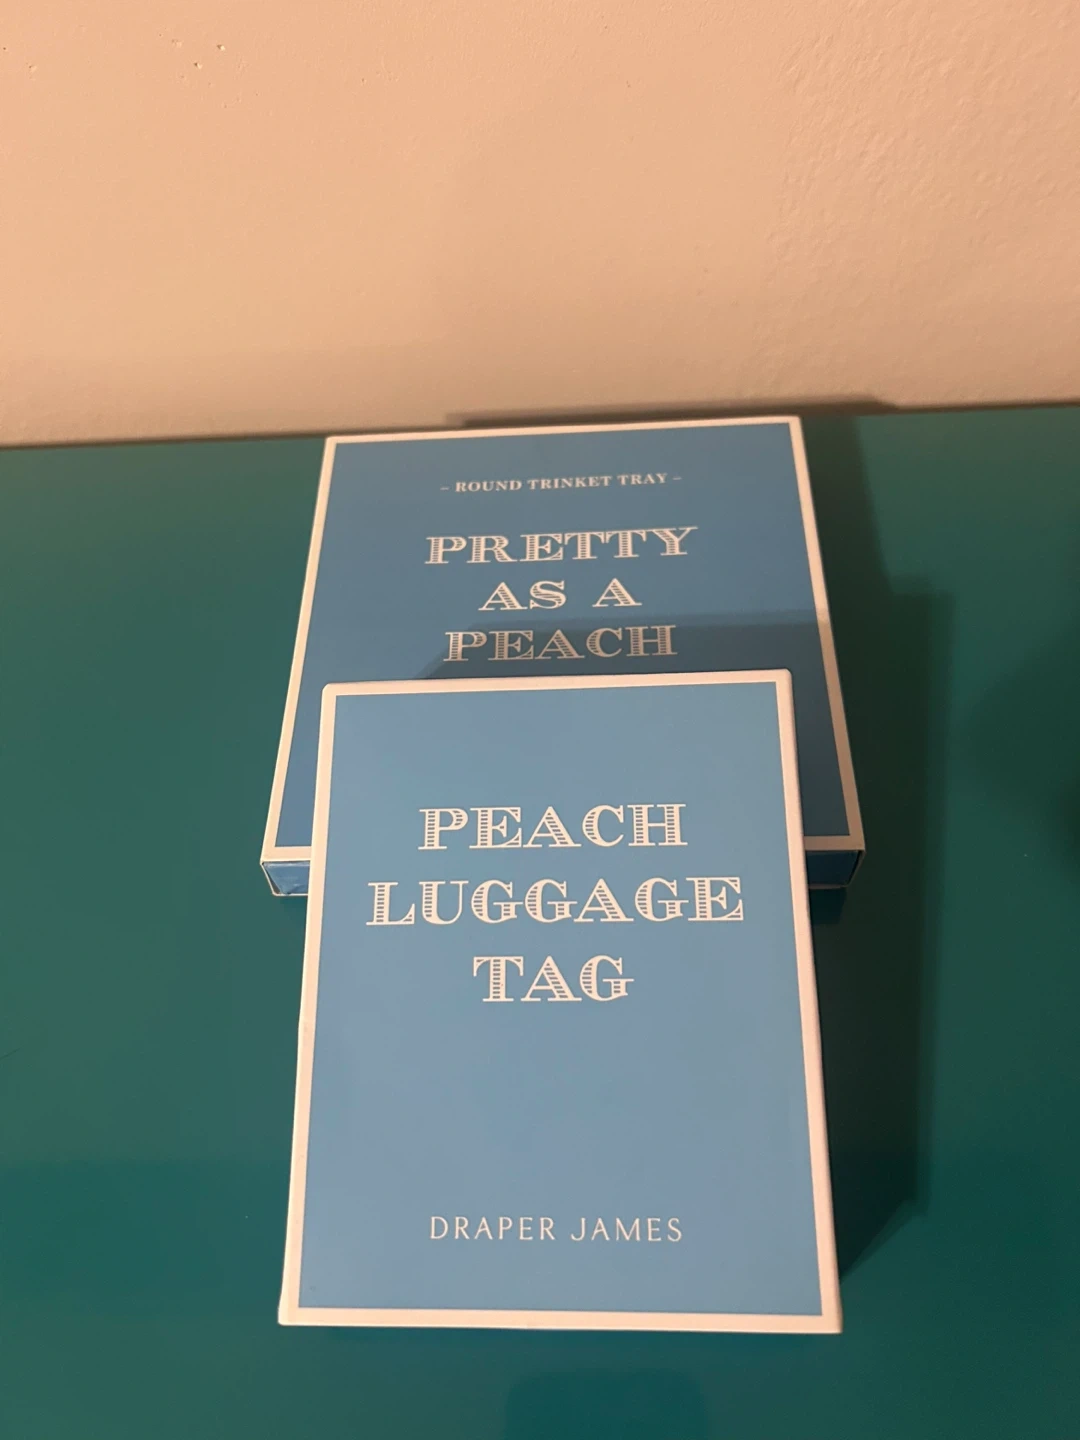 - ROUND TRINKET TRAY -
PRETTY
AS A
PEACH
PEACH
LUGGAGE
TAG
DRAPER JAMES